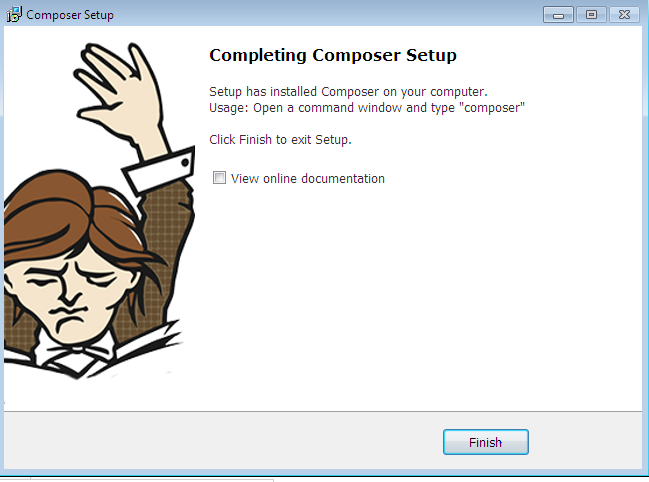 Composer Setup
Completing Composer Setup
Setup has installed Composer on your computer.
Usage: Open a command window and type "composer"
Click Finish to exit Setup.
View online documentation
Finish